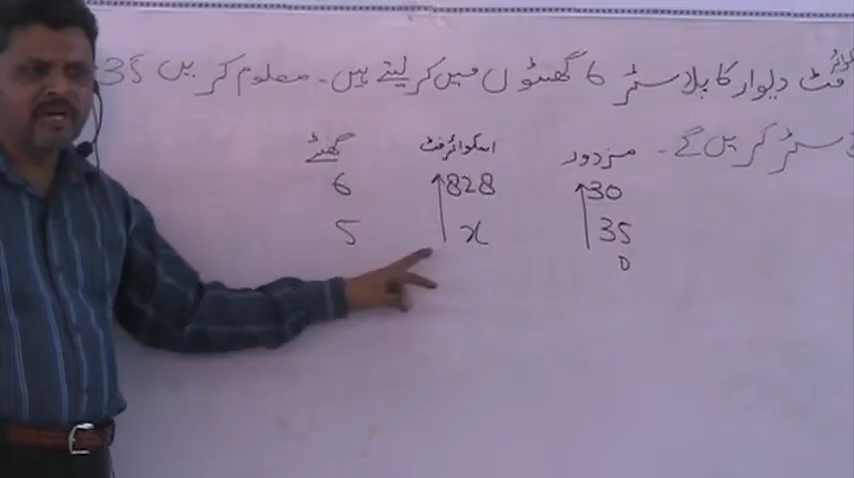 فٹ دیوار کا پلاسٹر 6 گھنٹوں میں کر لیتے ہیں۔ معلوم کریں 35
سٹر کریں گے۔
مزدور اسکوائر فٹ گھنٹے
30 828 6
35 x 5
D